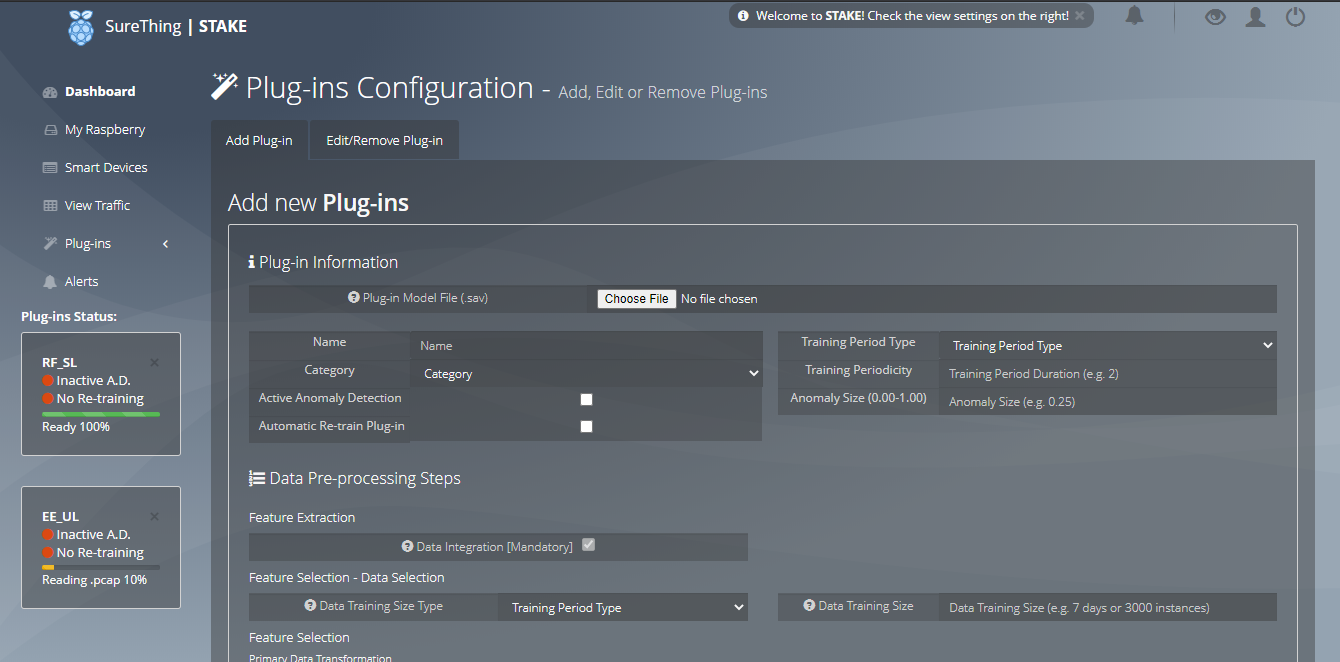 SureThing | STAKE
Welcome to STAKE! Check the view settings on the right! ×
Dashboard
My Raspberry
Smart Devices
View Traffic
Plug-ins
Alerts
Plug-ins Status:
RF_SL ×
Inactive A.D.
No Re-training
Ready 100%
EE_UL ×
Inactive A.D.
No Re-training
Reading .pcap 10%
Plug-ins Configuration - Add, Edit or Remove Plug-ins
Add Plug-in Edit/Remove Plug-in
Add new Plug-ins
Plug-in Information
Plug-in Model File (.sav) Choose File No file chosen
Name Name
Category Category
Active Anomaly Detection
Automatic Re-train Plug-in
Training Period Type Training Period Type
Training Periodicity Training Period Duration (e.g. 2)
Anomaly Size (0.00-1.00) Anomaly Size (e.g. 0.25)
Data Pre-processing Steps
Feature Extraction
Data Integration [Mandatory]
Feature Selection - Data Selection
Data Training Size Type Training Period Type
Data Training Size Data Training Size (e.g. 7 days or 3000 instances)
Feature Selection
Primary Data Transformation